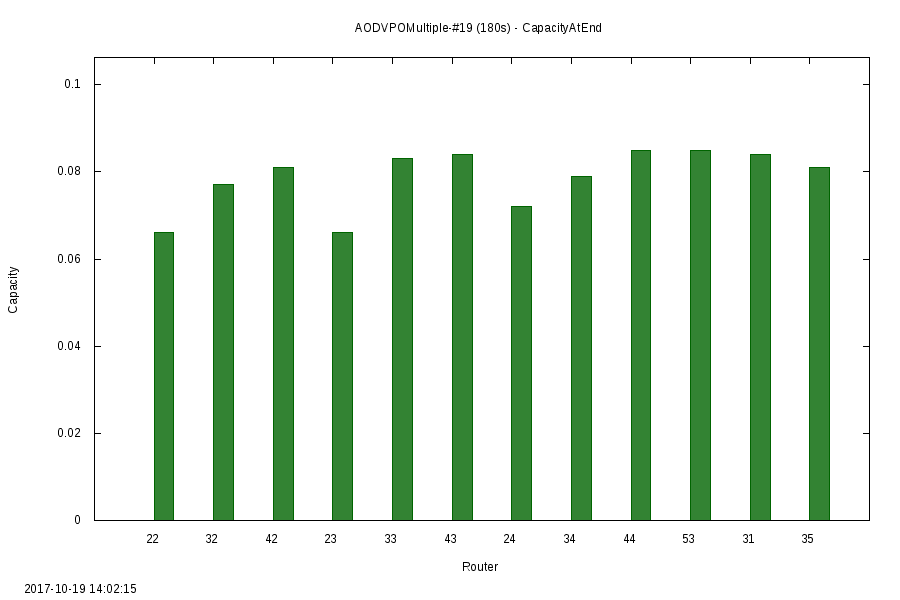 AODVPOMultiple-#19 (180s) - CapacityAtEnd
0.1
0.08
0.06
0.04
0.02
0
Capacity
22 32 42 23 33 43 24 34 44 53 31 35
Router
2017-10-19 14:02:15